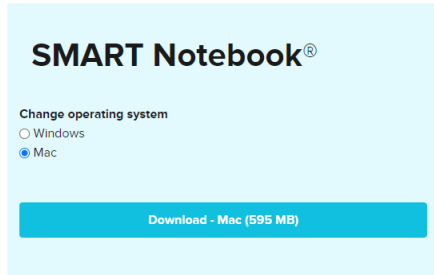 SMART Notebook®
Change operating system
Windows
Mac
Download - Mac (595 MB)